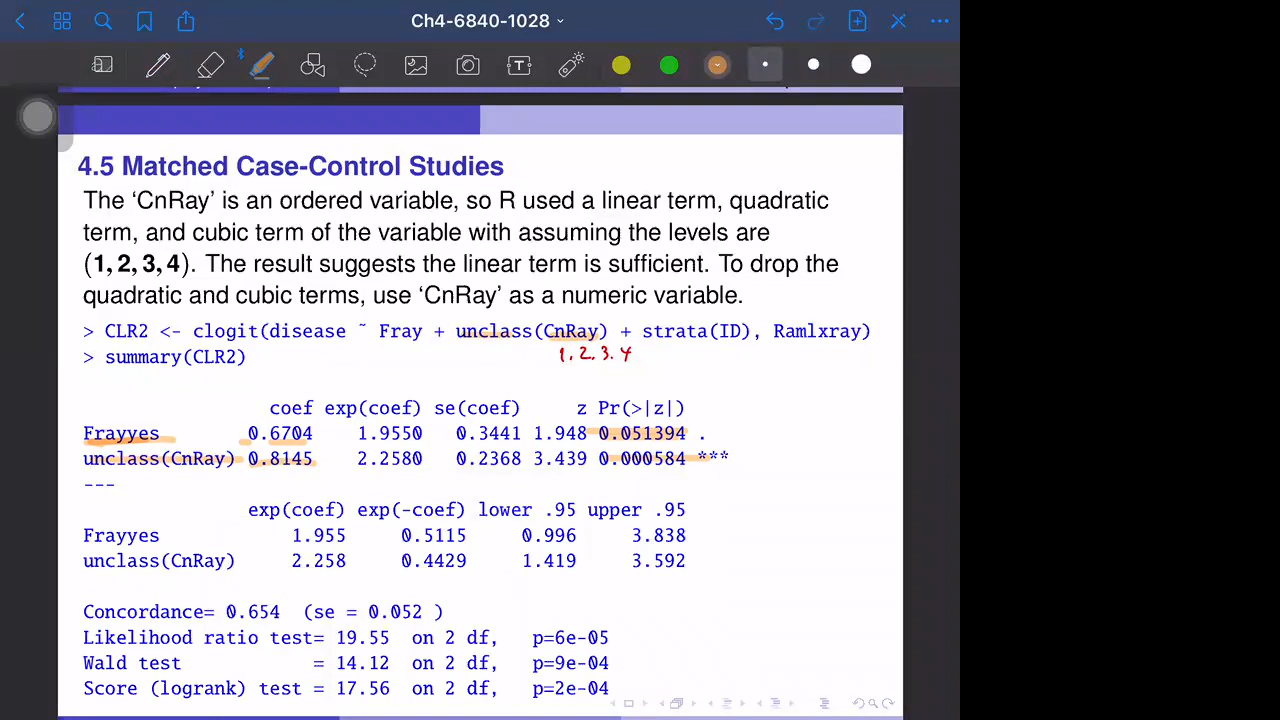 Ch4-6840-1028
4.5 Matched Case-Control Studies
The ‘CnRay’ is an ordered variable, so R used a linear term, quadratic
term, and cubic term of the variable with assuming the levels are
(1, 2, 3, 4). The result suggests the linear term is sufficient. To drop the
quadratic and cubic terms, use ‘CnRay’ as a numeric variable.
> CLR2 <- clogit(disease ~ Fray + unclass(CnRay) + strata(ID), Ramlxray)
1. 2. 3. 4
> summary(CLR2)
coef exp(coef) se(coef) z Pr(>|z|)
Frayyes 0.6704 1.9550 0.3441 1.948 0.051394 .
unclass(CnRay) 0.8145 2.2580 0.2368 3.439 0.000584 ***
---
exp(coef) exp(-coef) lower .95 upper .95
Frayyes 1.955 0.5115 0.996 3.838
unclass(CnRay) 2.258 0.4429 1.419 3.592
Concordance= 0.654 (se = 0.052 )
Likelihood ratio test= 19.55 on 2 df, p=6e-05
Wald test = 14.12 on 2 df, p=9e-04
Score (logrank) test = 17.56 on 2 df, p=2e-04